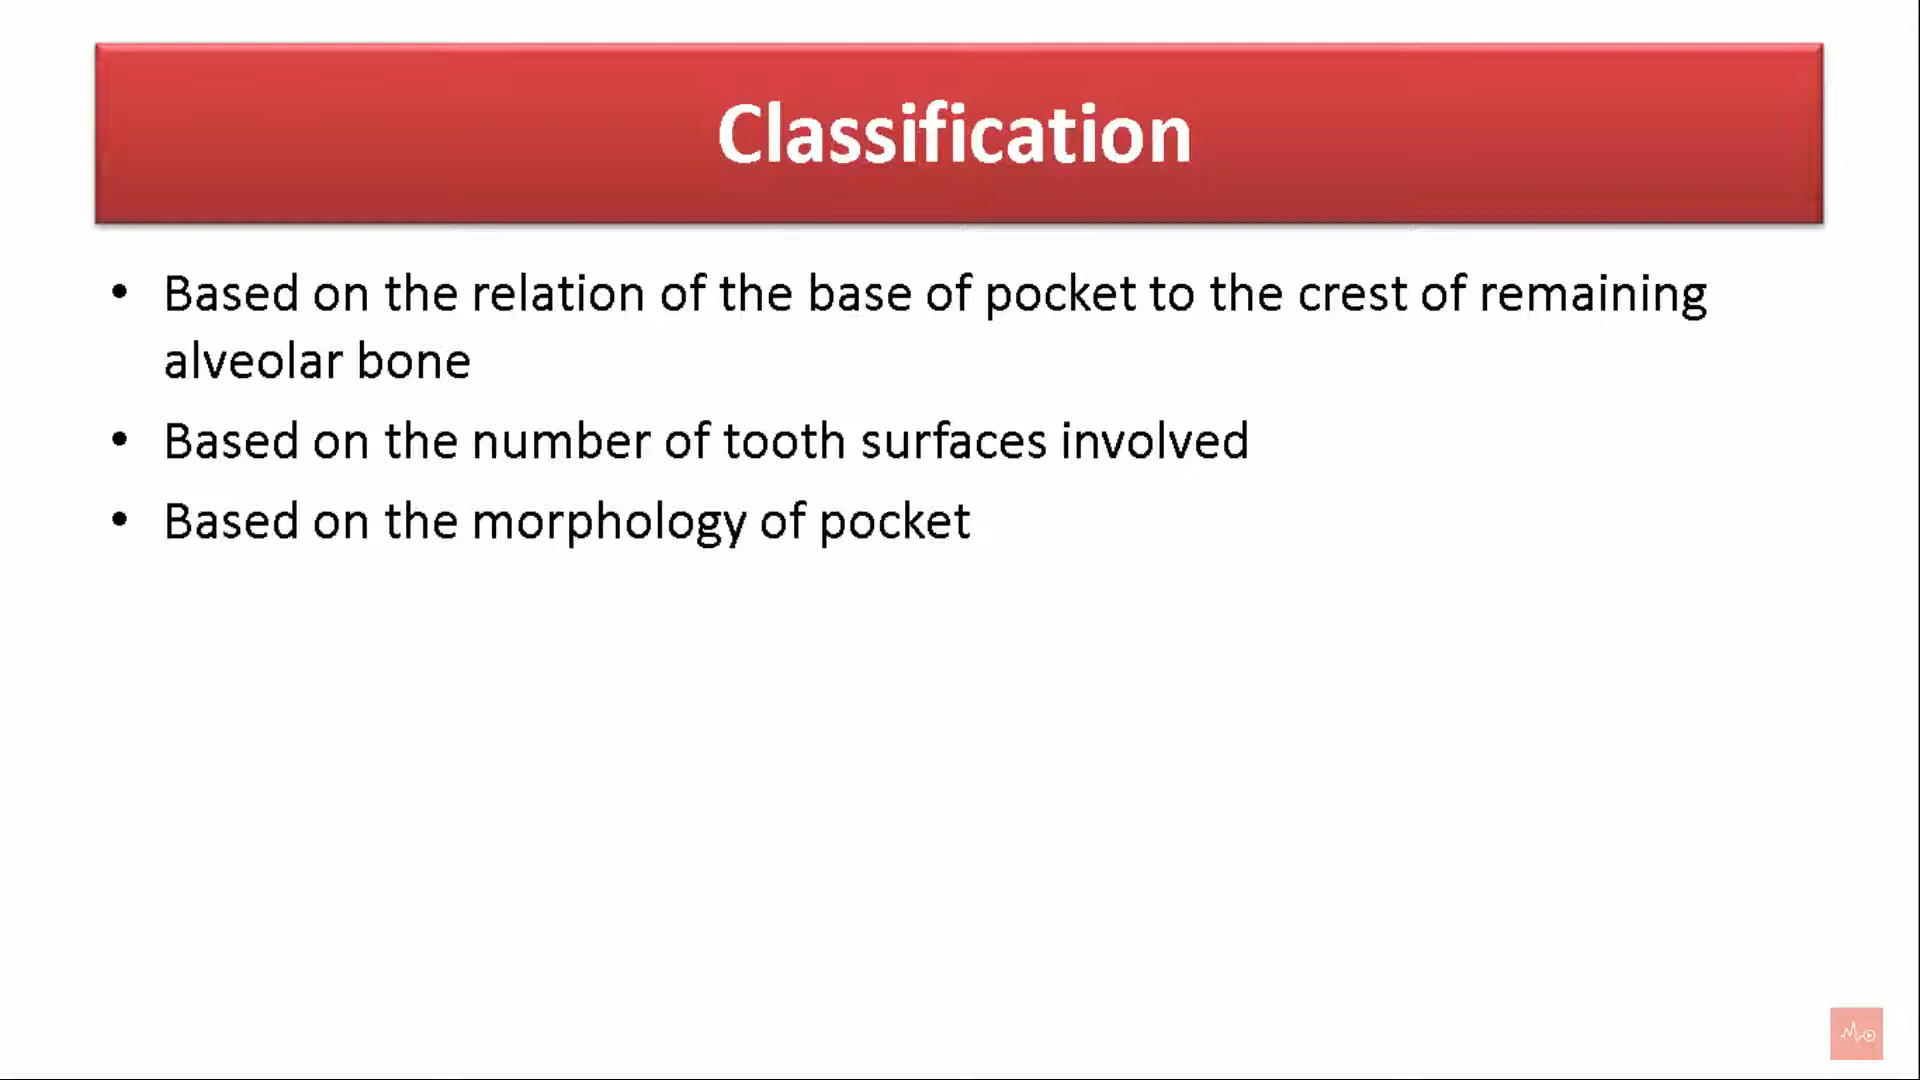 Classification
• Based on the relation of the base of pocket to the crest of remaining
alveolar bone
• Based on the number of tooth surfaces involved
• Based on the morphology of pocket